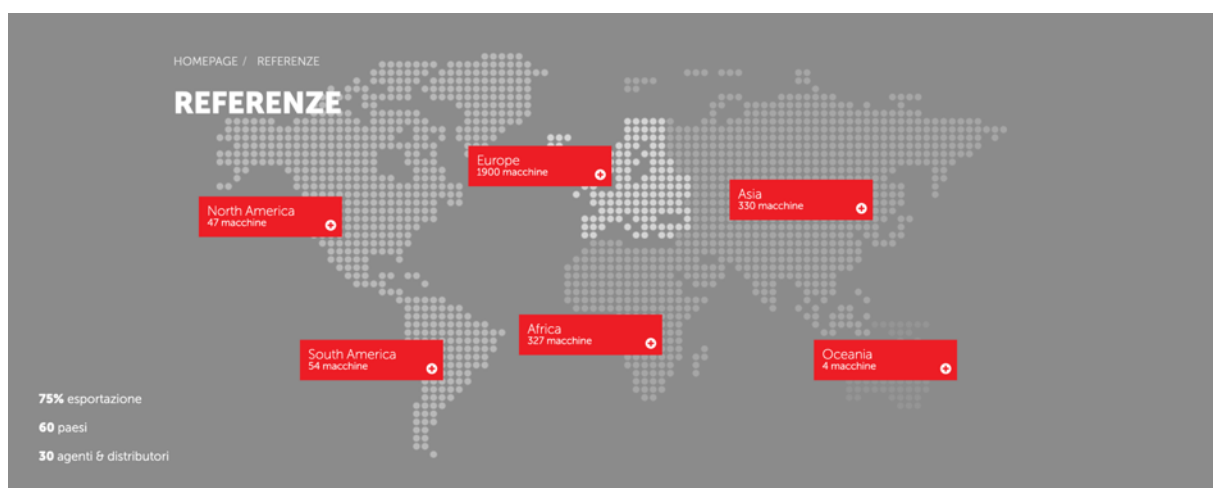 HOMEPAGE / REFERENZE
REFERENZE
Europe
1900 macchine
Asia
330 macchine
North America
47 macchine
Africa
327 macchine
South America
54 macchine
Oceania
4 macchine
75% esportazione
60 paesi
30 agenti & distributori